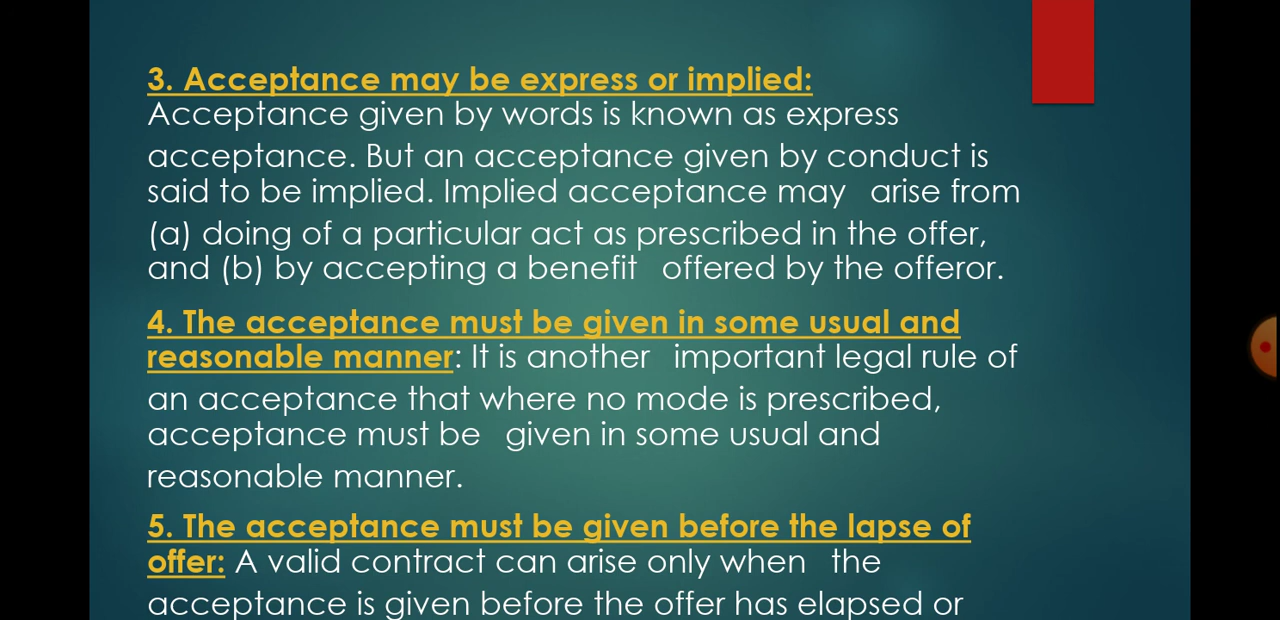 3. Acceptance may be express or implied:
Acceptance given by words is known as express
acceptance. But an acceptance given by conduct is
said to be implied. Implied acceptance may arise from
(a) doing of a particular act as prescribed in the offer,
and (b) by accepting a benefit offered by the offeror.
4. The acceptance must be given in some usual and
reasonable manner: It is another important legal rule of
an acceptance that where no mode is prescribed,
acceptance must be given in some usual and
reasonable manner.
5. The acceptance must be given before the lapse of
offer: A valid contract can arise only when the
acceptance is given before the offer has elapsed or